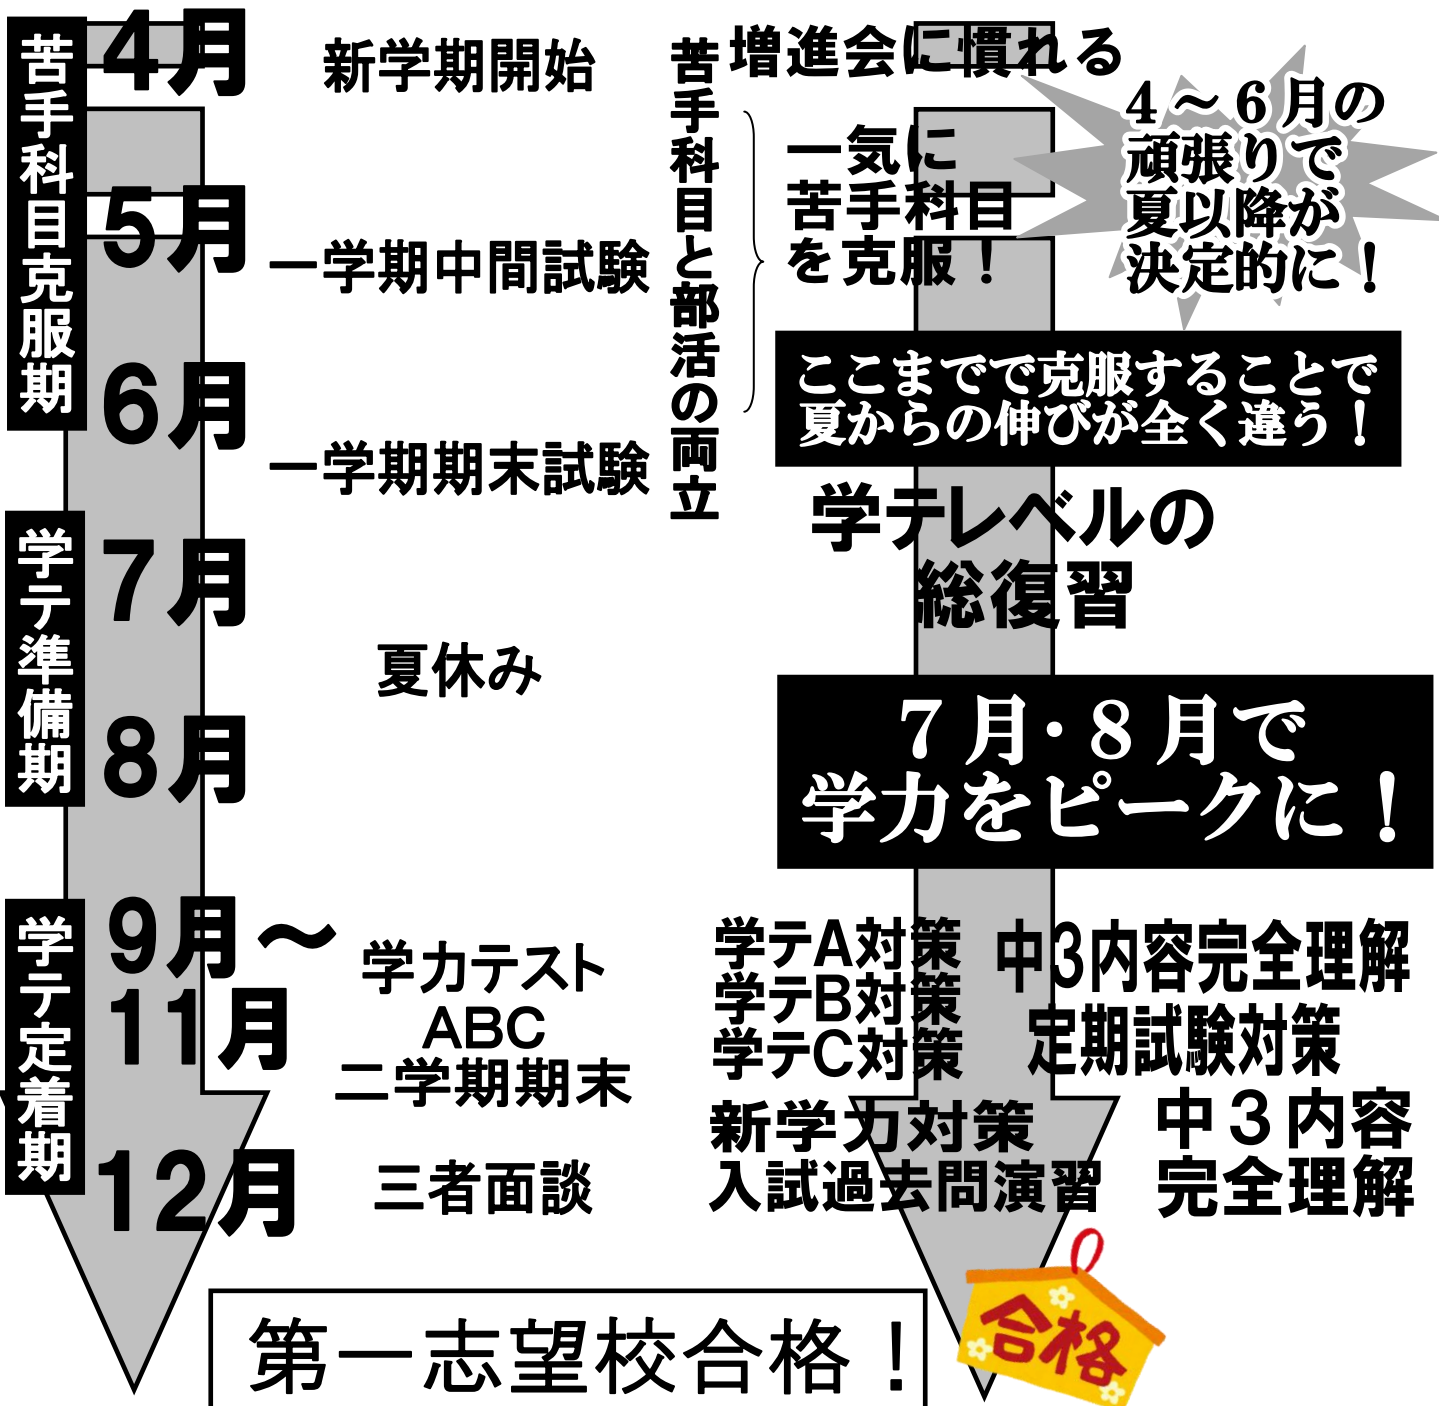 苦手科目克服期
4月
新学期開始
5月
一学期中間試験
6月
一学期期末試験
苦手科目と部活の両立
増進会に慣れる
一気に
苦手科目
を克服！
4～6月の
頑張りで
夏以降が
決定的に！
ここまでで克服することで
夏からの伸びが全く違う！
学テ準備期
7月
夏休み
8月
学テレベルの
総復習
7月・8月で
学力をピークに！
学テ定着期
9月～
11月
学力テスト
ABC
二学期期末
12月
三者面談
学テA対策
学テB対策
学テC対策
中3内容完全理解
定期試験対策
新学力対策
入試過去問演習
中3内容
完全理解
第一志望校合格！
合格